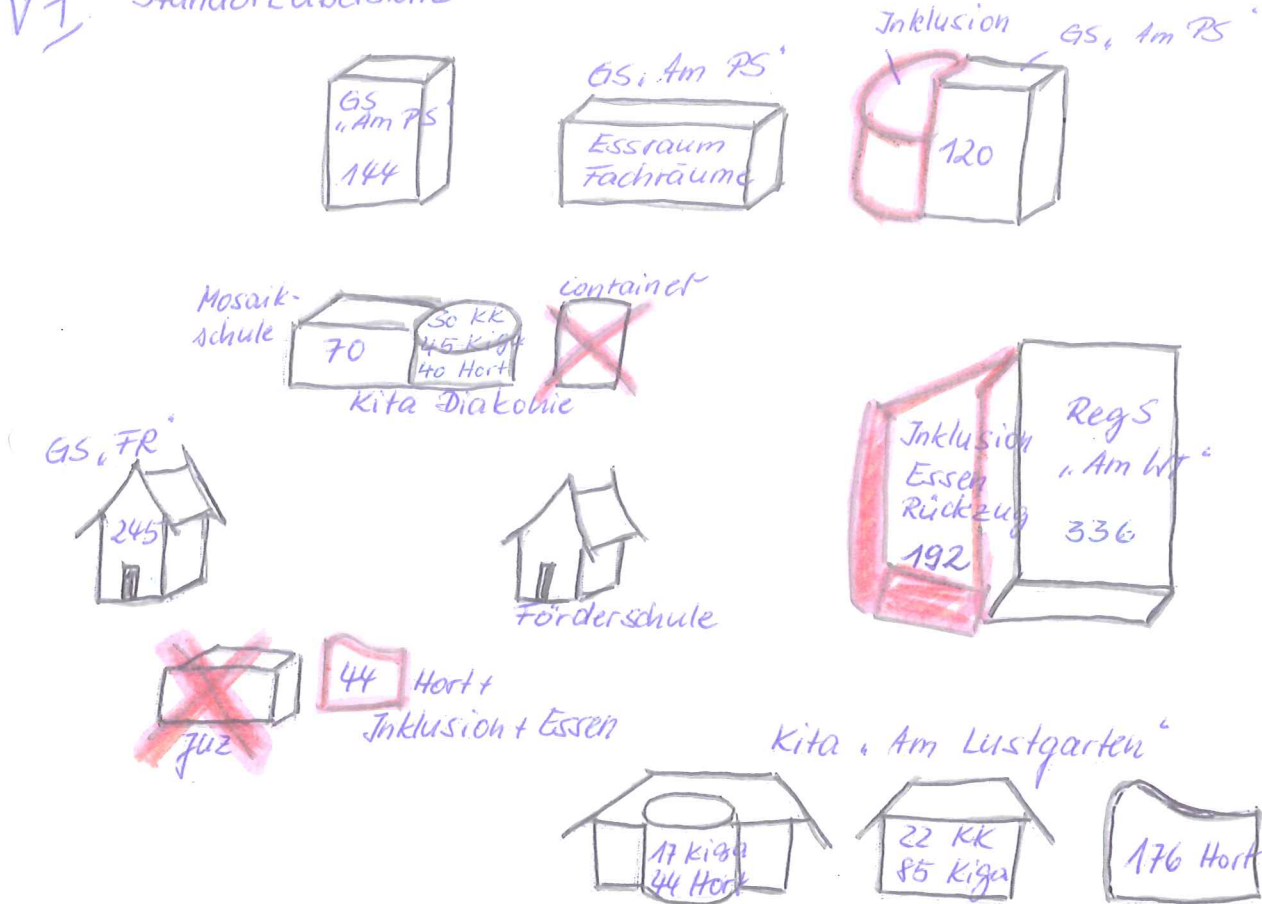 V1 Standortübersicht
Inklusion
GS „Am PS“
GS „Am PS“
GS
„Am PS“
144
Essraum
Fachräume
120
Mosaik-
schule
70
30 KK
45 Kiga
40 Hort
Container
Kita Diakonie
GS „FR“
245
Förderschule
Inklusion
Essen
Rückzug
192
RegS
„Am WT“
336
Juz
44 Hort +
Inklusion + Essen
Kita „Am Lustgarten“
17 Kiga
44 Hort
22 KK
85 Kiga
176 Hort